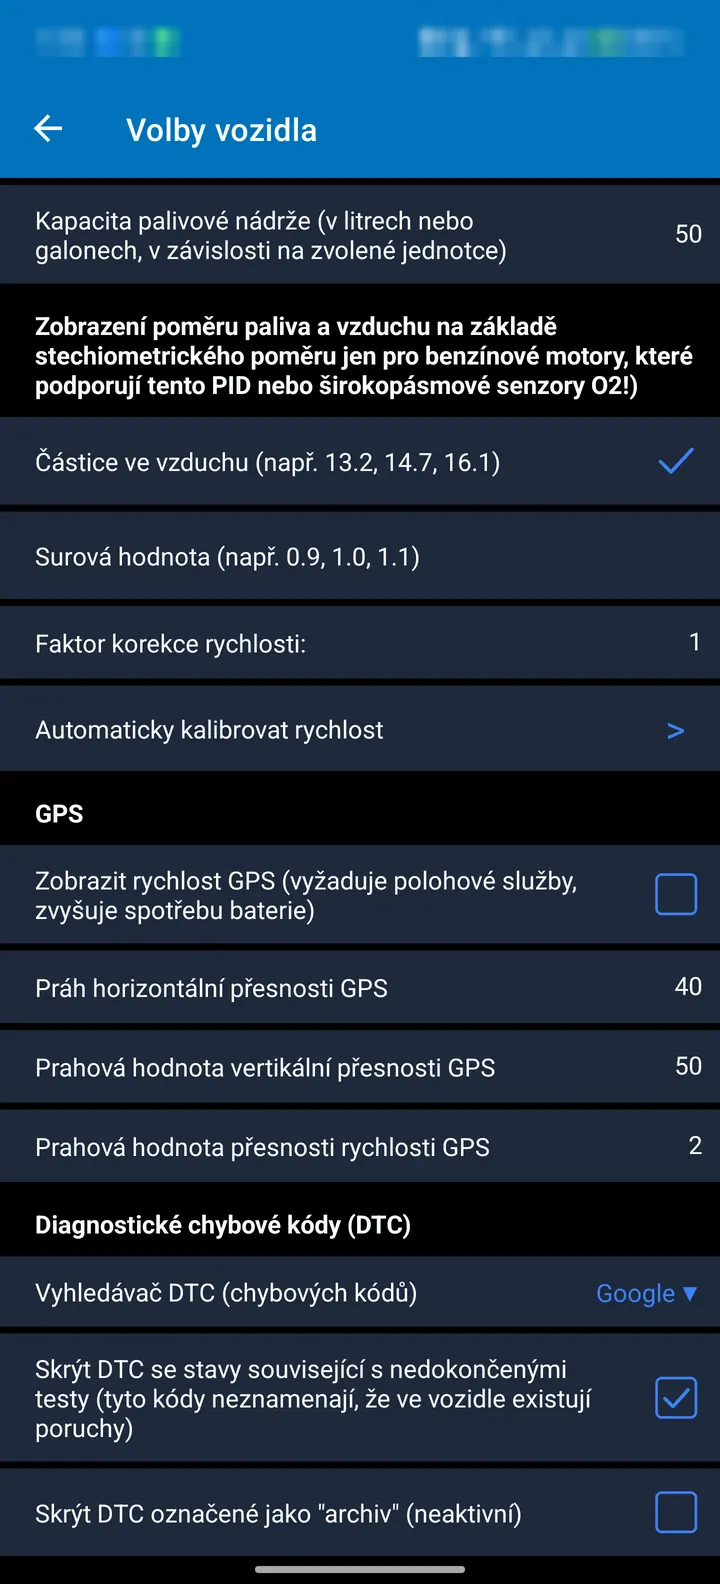 Volby vozidla
Kapacita palivové nádrže (v litrech nebo
galonech, v závislosti na zvolené jednotce)
50
Zobrazení poměru paliva a vzduchu na základě
stechiometrického poměru jen pro benzínové motory, které
podporují tento PID nebo širokopásmové senzory O2!)
Částice ve vzduchu (např. 13.2, 14.7, 16.1)
Surová hodnota (např. 0.9, 1.0, 1.1)
Faktor korekce rychlosti:
1
Automaticky kalibrovat rychlost
>
GPS
Zobrazit rychlost GPS (vyžaduje polohové služby,
zvyšuje spotřebu baterie)
Práh horizontální přesnosti GPS
40
Prahová hodnota vertikální přesnosti GPS
50
Prahová hodnota přesnosti rychlosti GPS
2
Diagnostické chybové kódy (DTC)
Vyhledávač DTC (chybových kódů)
Google ▼
Skrýt DTC se stavy související s nedokončenými
testy (tyto kódy neznamenají, že ve vozidle existují
poruchy)
Skrýt DTC označené jako "archiv" (neaktivní)